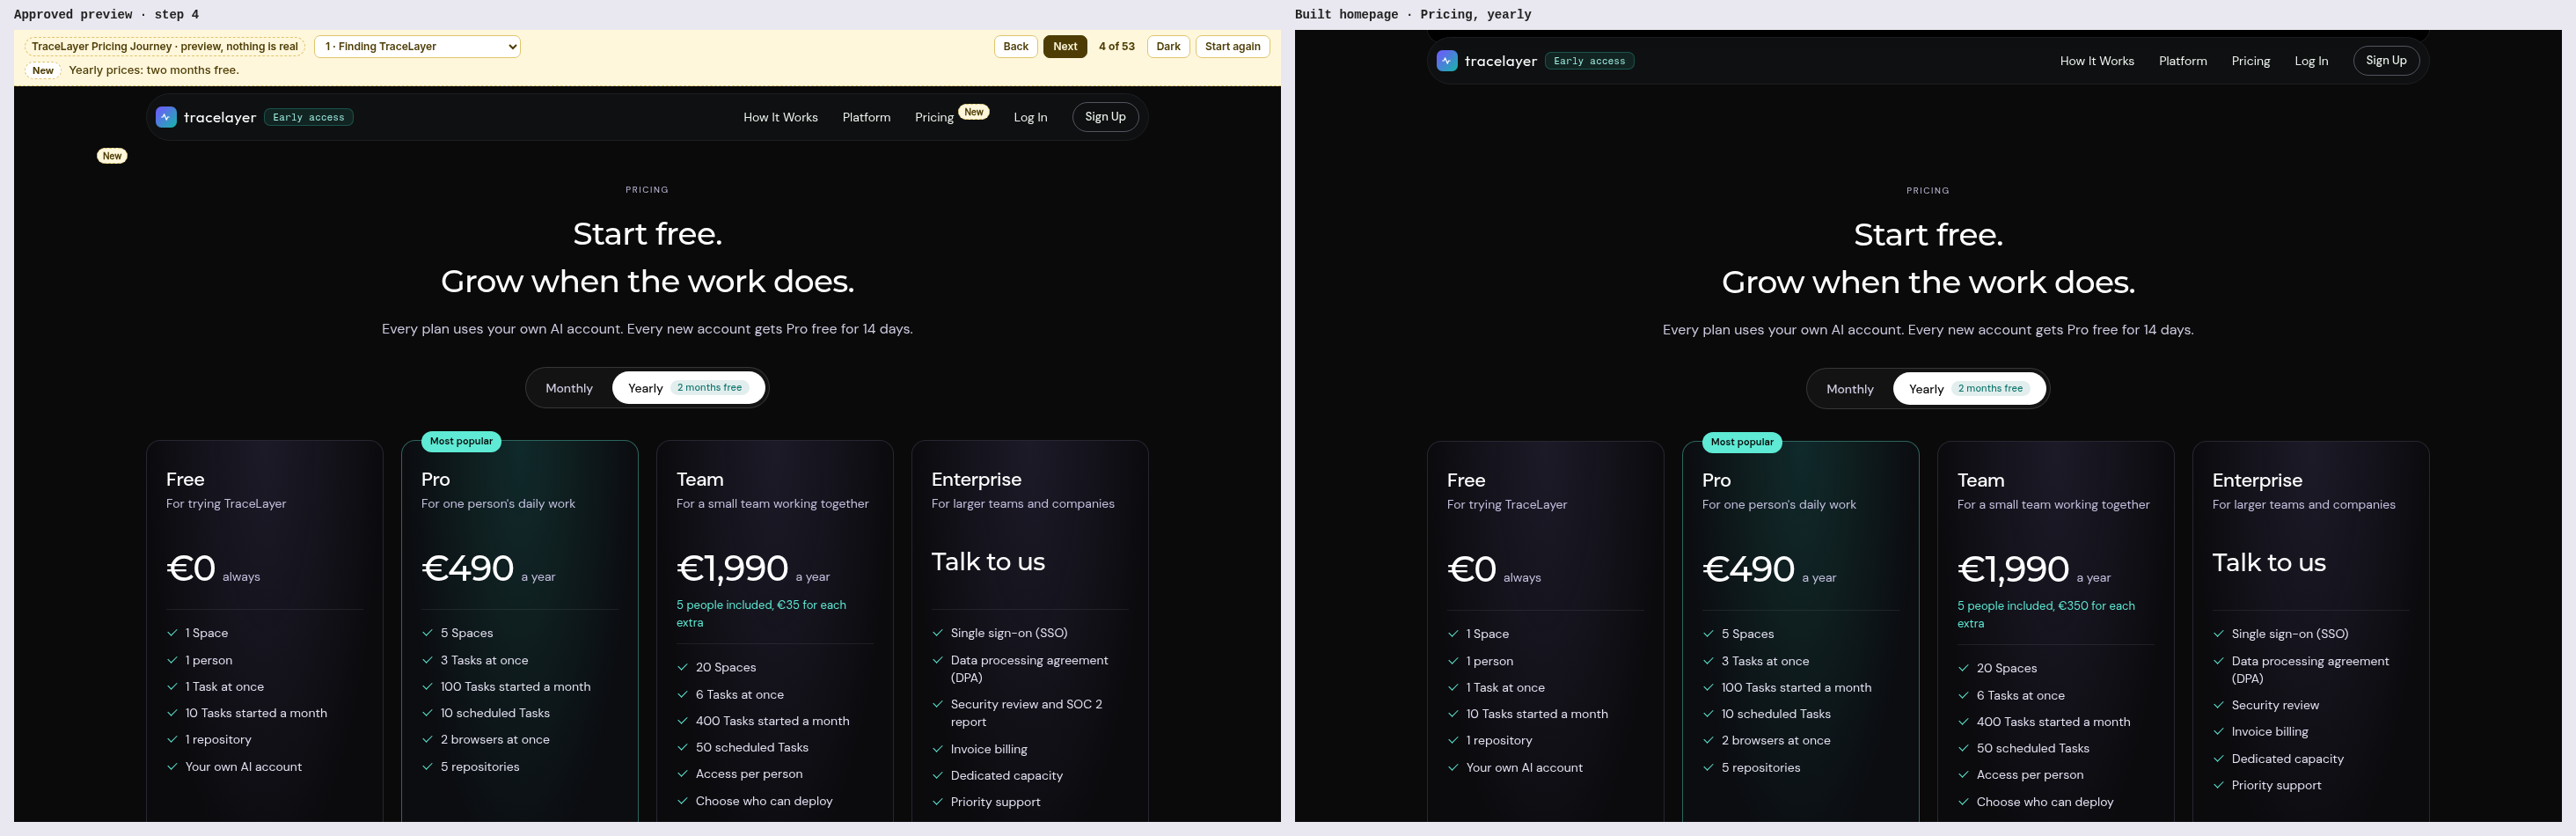 Approved preview · step 4
TraceLayer Pricing Journey · preview, nothing is real
1 · Finding TraceLayer
Back
Next
4 of 53
Dark
Start again
New
Yearly prices: two months free.
tracelayer
Early access
How It Works
Platform
Pricing
New
Log In
Sign Up
New
PRICING
Start free.
Grow when the work does.
Every plan uses your own AI account. Every new account gets Pro free for 14 days.
Monthly
Yearly
2 months free
Free
For trying TraceLayer
€0 always
1 Space
1 person
1 Task at once
10 Tasks started a month
1 repository
Your own AI account
Most popular
Pro
For one person's daily work
€490 a year
5 Spaces
3 Tasks at once
100 Tasks started a month
10 scheduled Tasks
2 browsers at once
5 repositories
Team
For a small team working together
€1,990 a year
5 people included, €35 for each
extra
20 Spaces
6 Tasks at once
400 Tasks started a month
50 scheduled Tasks
Access per person
Choose who can deploy
Enterprise
For larger teams and companies
Talk to us
Single sign-on (SSO)
Data processing agreement
(DPA)
Security review and SOC 2
report
Invoice billing
Dedicated capacity
Priority support
Built homepage · Pricing, yearly
tracelayer
Early access
How It Works
Platform
Pricing
Log In
Sign Up
PRICING
Start free.
Grow when the work does.
Every plan uses your own AI account. Every new account gets Pro free for 14 days.
Monthly
Yearly
2 months free
Free
For trying TraceLayer
€0 always
1 Space
1 person
1 Task at once
10 Tasks started a month
1 repository
Your own AI account
Most popular
Pro
For one person's daily work
€490 a year
5 Spaces
3 Tasks at once
100 Tasks started a month
10 scheduled Tasks
2 browsers at once
5 repositories
Team
For a small team working together
€1,990 a year
5 people included, €350 for each
extra
20 Spaces
6 Tasks at once
400 Tasks started a month
50 scheduled Tasks
Access per person
Choose who can deploy
Enterprise
For larger teams and companies
Talk to us
Single sign-on (SSO)
Data processing agreement
(DPA)
Security review
Invoice billing
Dedicated capacity
Priority support